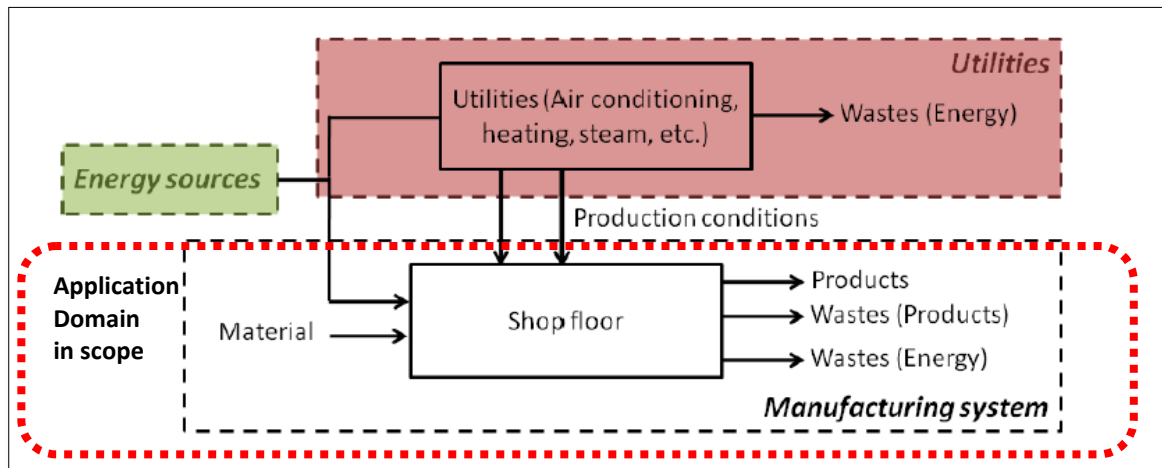 Utilities
Utilities (Air conditioning,
heating, steam, etc.)
Wastes (Energy)
Energy sources
Production conditions
Application
Domain
in scope
Material
Shop floor
Products
Wastes (Products)
Wastes (Energy)
Manufacturing system